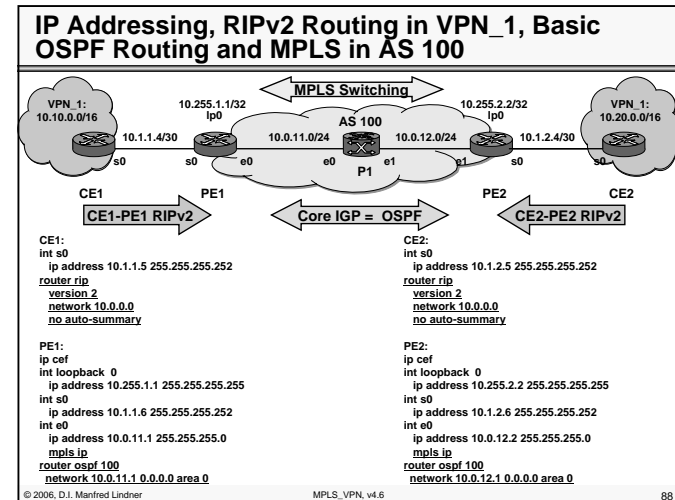 IP Addressing, RIPv2 Routing in VPN_1, Basic
OSPF Routing and MPLS in AS 100
MPLS Switching
VPN_1:
10.10.0.0/16
10.255.1.1/32
lp0
AS 100
10.255.2.2/32
lp0
VPN_1:
10.20.0.0/16
10.1.1.4/30
10.0.11.0/24
10.0.12.0/24
10.1.2.4/30
s0
s0
e0
e0
e1
e1
s0
s0
P1
CE1
PE1
PE2
CE2
CE1-PE1 RIPv2
Core IGP = OSPF
CE2-PE2 RIPv2
CE1:
int s0
ip address 10.1.1.5 255.255.255.252
router rip
version 2
network 10.0.0.0
no auto-summary
PE1:
ip cef
int loopback 0
ip address 10.255.1.1 255.255.255.255
int s0
ip address 10.1.1.6 255.255.255.252
int e0
ip address 10.0.11.1 255.255.255.0
mpls ip
router ospf 100
network 10.0.11.1 0.0.0.0 area 0
CE2:
int s0
ip address 10.1.2.5 255.255.255.252
router rip
version 2
network 10.0.0.0
no auto-summary
PE2:
ip cef
int loopback 0
ip address 10.255.2.2 255.255.255.255
int s0
ip address 10.1.2.6 255.255.255.252
int e0
ip address 10.0.12.2 255.255.255.0
mpls ip
router ospf 100
network 10.0.12.1 0.0.0.0 area 0
© 2006, D.I. Manfred Lindner
MPLS_VPN, v4.6
88